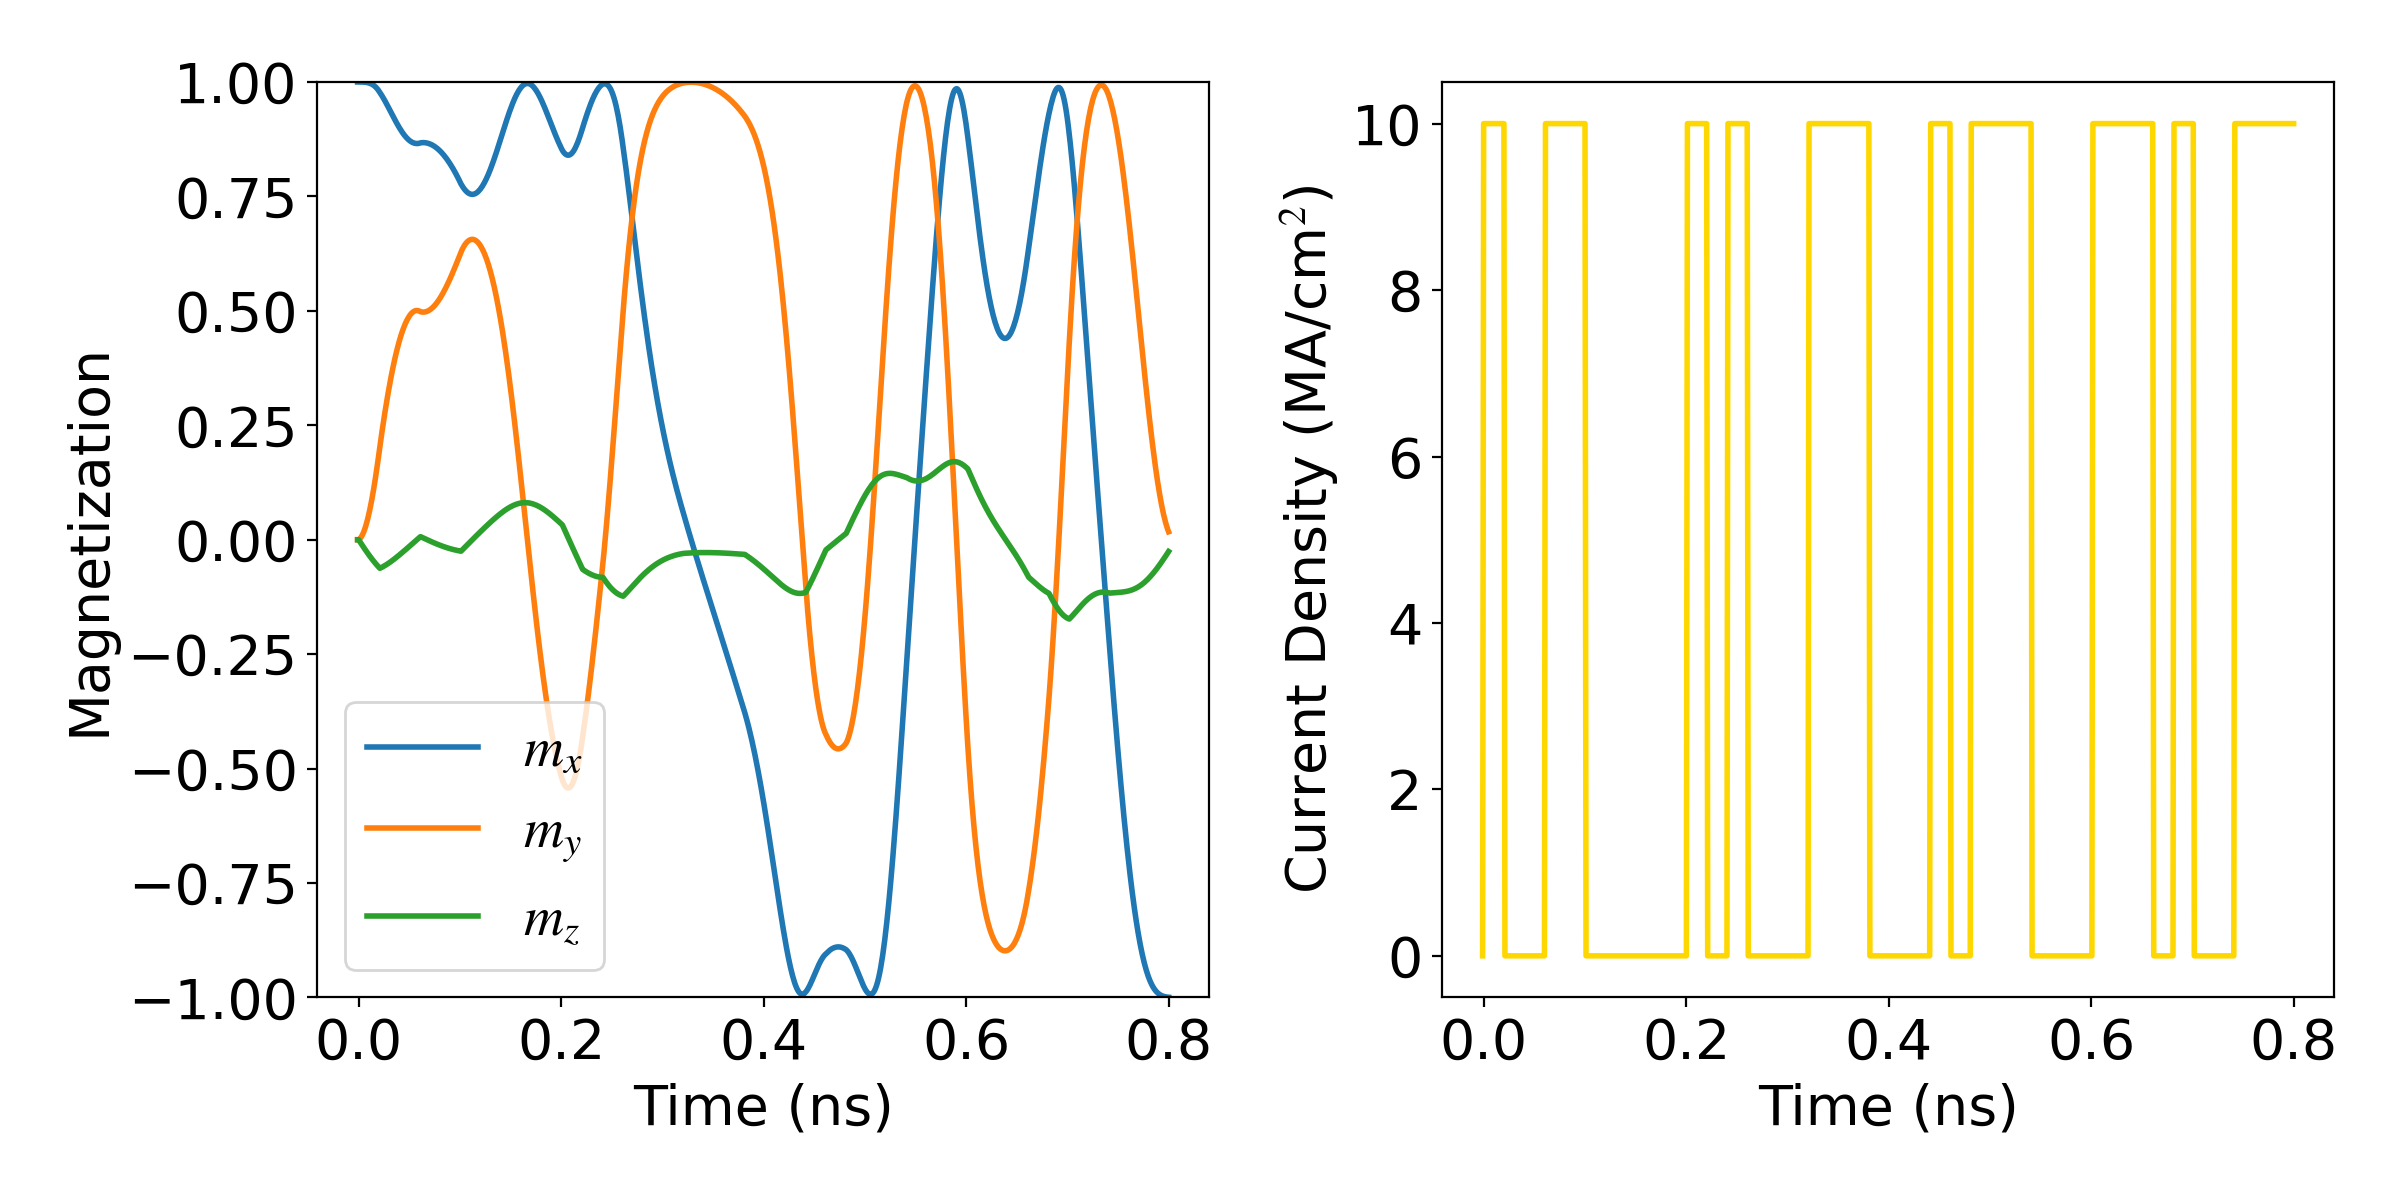 Magnetization
1.00
0.75
0.50
0.25
0.00
−0.25
−0.50
−0.75
−1.00
m_x
m_y
m_z
0.0 0.2 0.4 0.6 0.8
Time (ns)
Current Density (MA/cm²)
10
8
6
4
2
0
0.0 0.2 0.4 0.6 0.8
Time (ns)